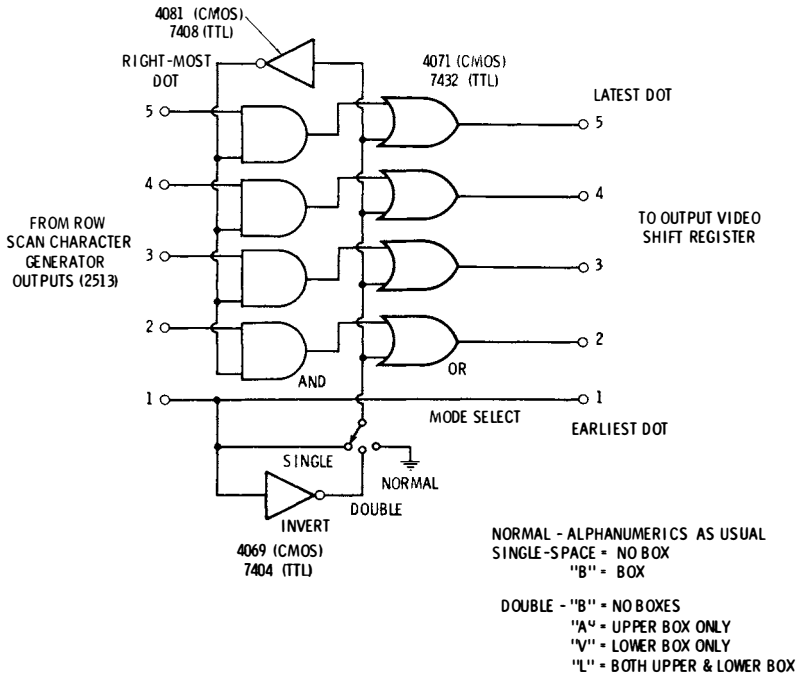 4081 (CMOS)
7408 (TTL)
RIGHT-MOST
DOT
4071 (CMOS)
7432 (TTL)
LATEST DOT
5
5
4
4
FROM ROW
SCAN CHARACTER
GENERATOR
OUTPUTS (2513)
TO OUTPUT VIDEO
SHIFT REGISTER
3
3
2
2
AND
OR
1
1
MODE SELECT
EARLIEST DOT
SINGLE
NORMAL
DOUBLE
INVERT
4069 (CMOS)
7404 (TTL)
NORMAL - ALPHANUMERICS AS USUAL
SINGLE-SPACE = NO BOX
"B" = BOX
DOUBLE - "B" = NO BOXES
"A" = UPPER BOX ONLY
"V" = LOWER BOX ONLY
"L" = BOTH UPPER & LOWER BOX